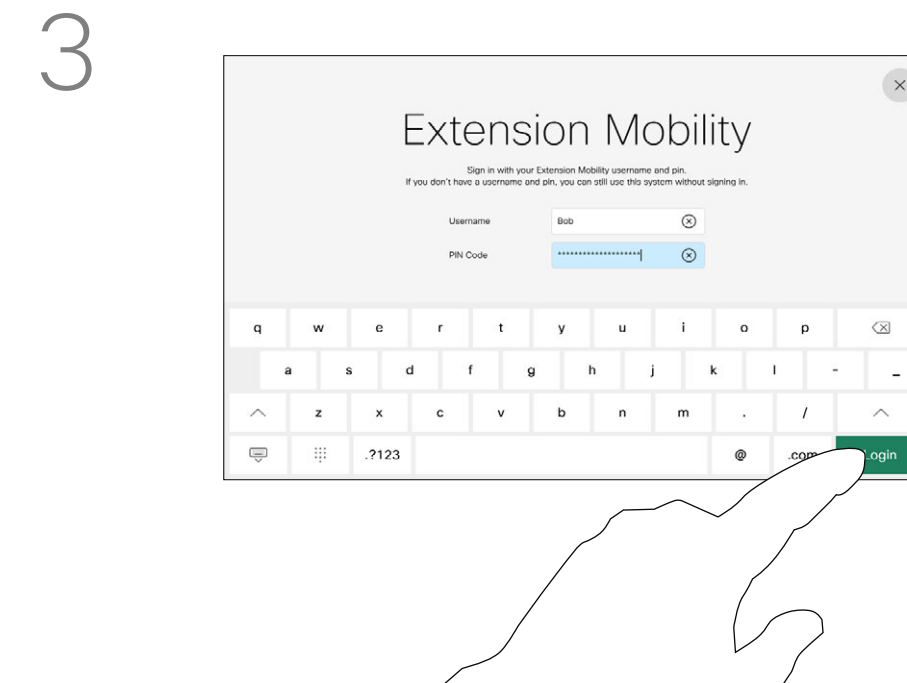 3
Extension Mobility
Sign in with your Extension Mobility username and pin.
If you don't have a username and pin, you can still use this system without signing in.
Username Bob
PIN Code ********************
q w e r t y u i o p
a s d f g h j k l - _
z x c v b n m . /
.?123 @ .com Login